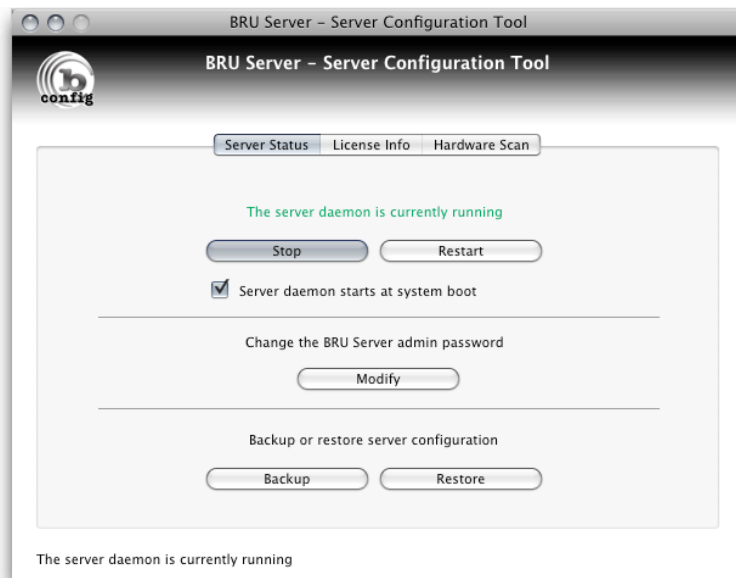 BRU Server – Server Configuration Tool
BRU Server – Server Configuration Tool
b
config
Server Status License Info Hardware Scan
The server daemon is currently running
Stop Restart
Server daemon starts at system boot
Change the BRU Server admin password
Modify
Backup or restore server configuration
Backup Restore
The server daemon is currently running